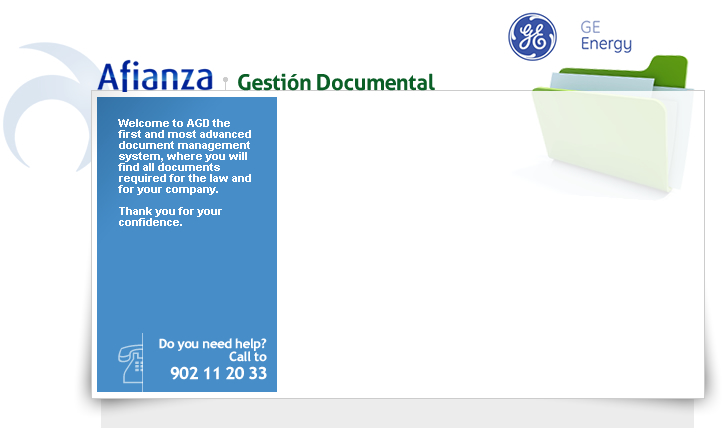 GE
GE
Energy
Afianza Gestión Documental
Welcome to AGD the
first and most advanced
document management
system, where you will
find all documents
required for the law and
for your company.
Thank you for your
confidence.
Do you need help?
Call to
902 11 20 33